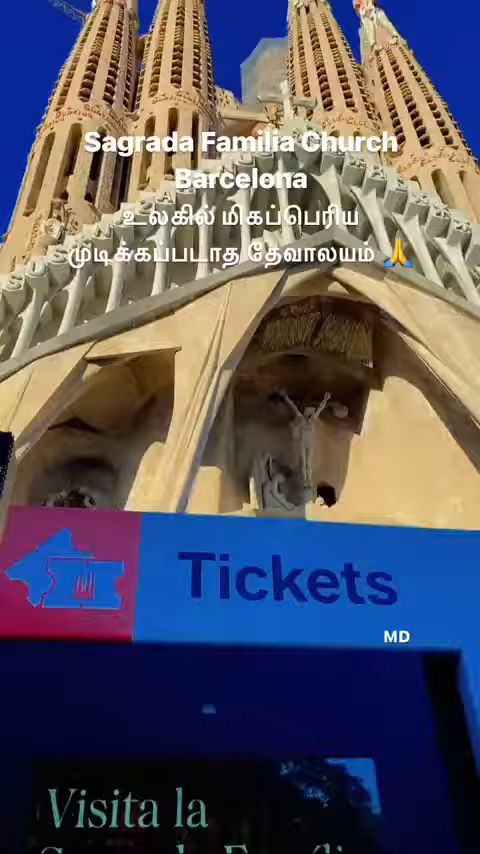 Sagrada Familia Church
Barcelona
உலகில் மிகப்பெரிய
முடிக்கப்படாத தேவாலயம் 🙏
Tickets
MD
Visita la